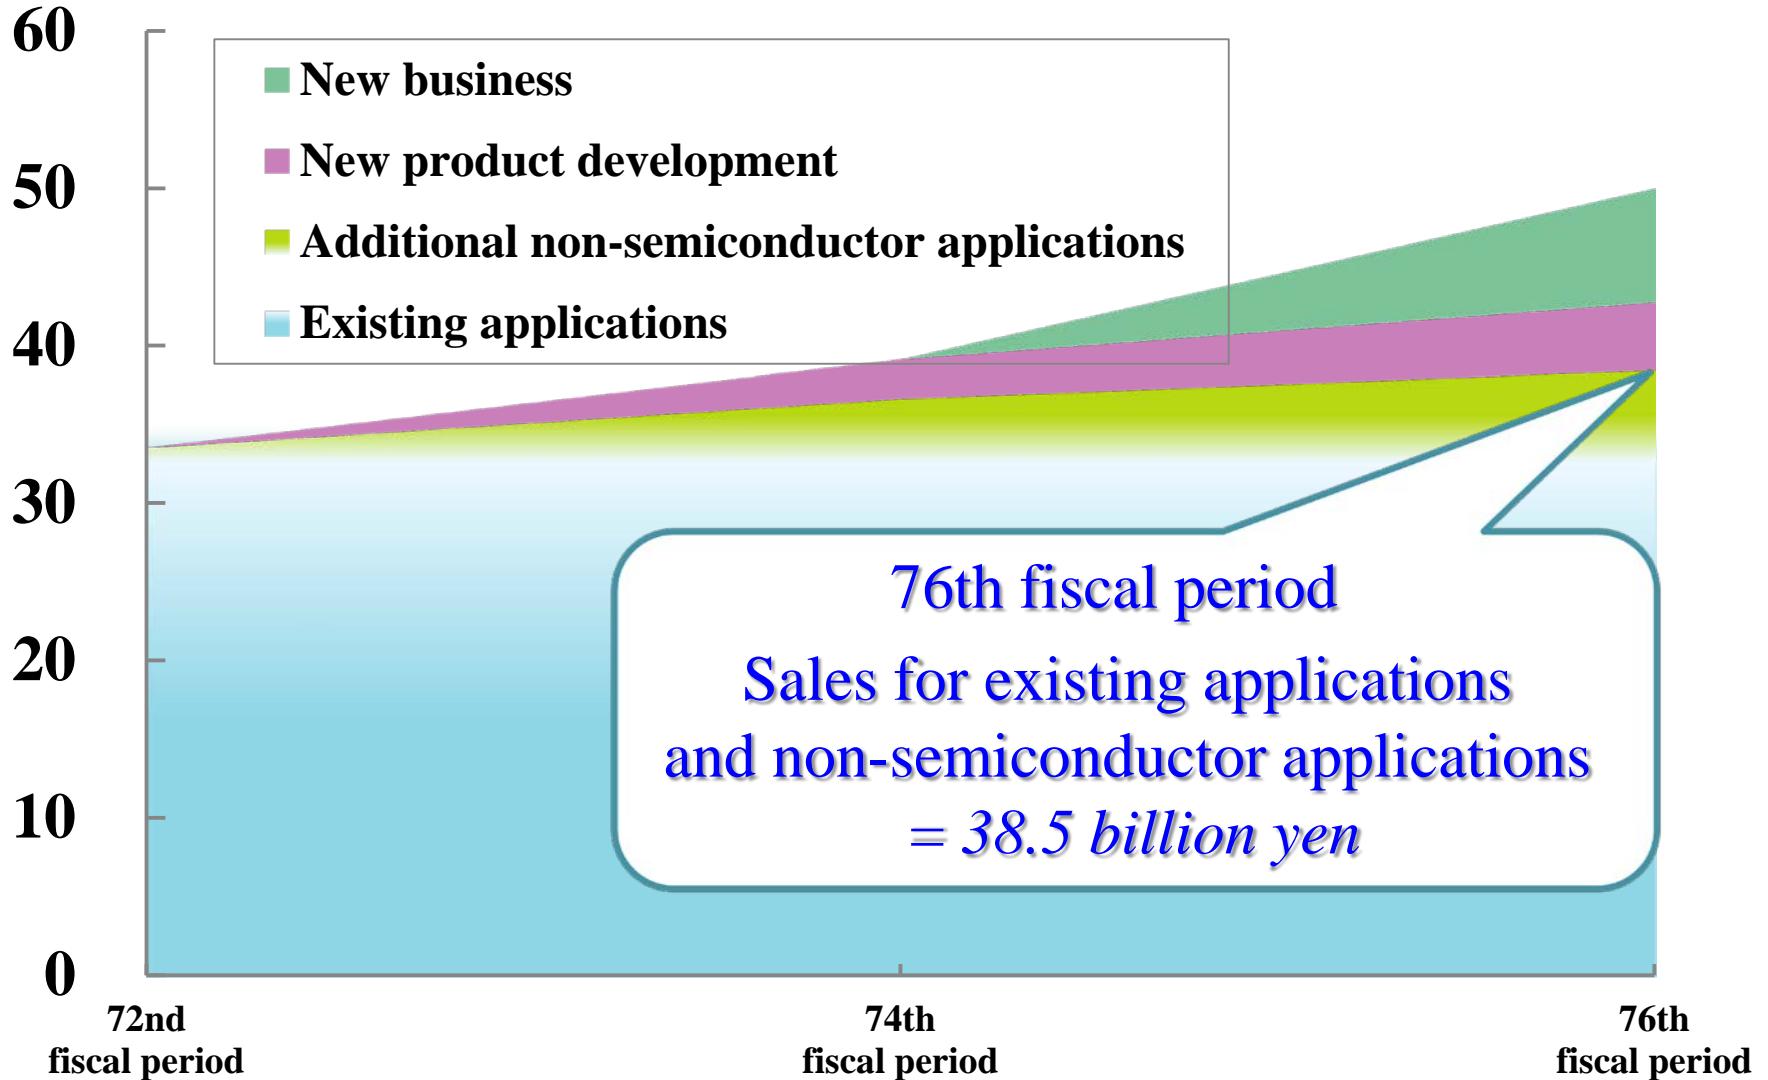 60
50
40
30
20
10
0
New business
New product development
Additional non-semiconductor applications
Existing applications
76th fiscal period
Sales for existing applications
and non-semiconductor applications
= 38.5 billion yen
72nd
fiscal period
74th
fiscal period
76th
fiscal period